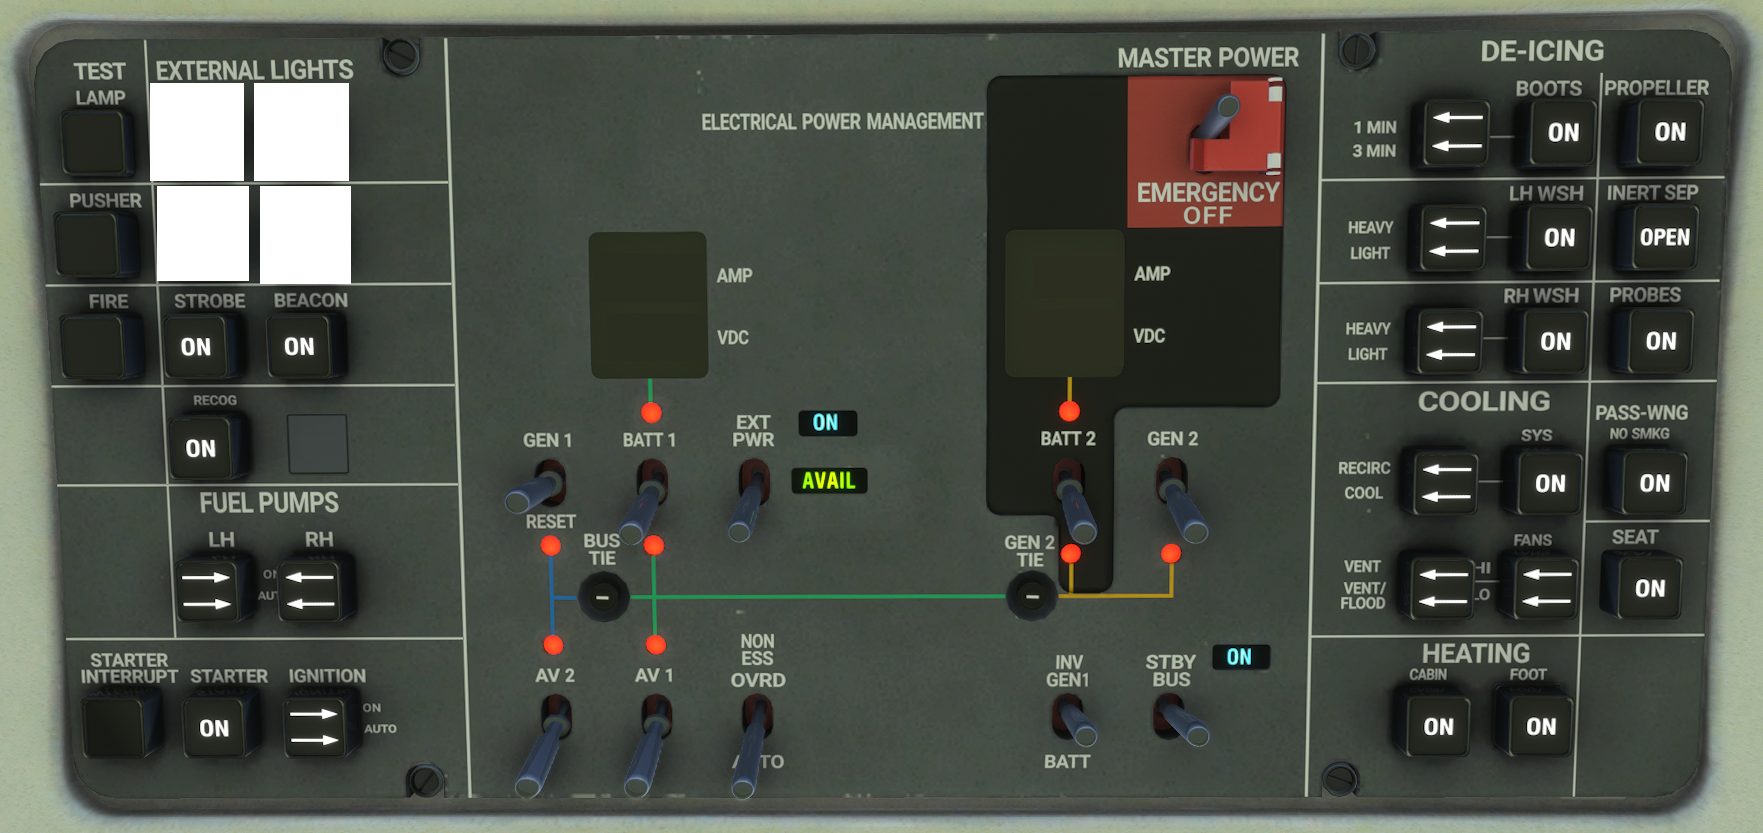 TEST
LAMP
EXTERNAL LIGHTS
PUSHER
FIRE
STROBE
BEACON
ON
ON
RECOG
ON
FUEL PUMPS
LH
RH
STARTER
INTERRUPT
STARTER
IGNITION
ON
ON
AUTO
MASTER POWER
ELECTRICAL POWER MANAGEMENT
EMERGENCY
OFF
AMP
VDC
AMP
VDC
GEN 1
BATT 1
EXT
PWR
ON
AVAIL
BATT 2
GEN 2
RESET
BUS
TIE
GEN 2
TIE
AV 2
AV 1
NON
ESS
OVRD
INV
GEN1
BATT
STBY
BUS
ON
DE-ICING
BOOTS
PROPELLER
1 MIN
3 MIN
ON
ON
LH WSH
INERT SEP
HEAVY
LIGHT
ON
OPEN
RH WSH
PROBES
HEAVY
LIGHT
ON
ON
COOLING
SYS
PASS-WNG
NO SMKG
RECIRC
COOL
ON
ON
FANS
SEAT
VENT
VENT/
FLOOD
ON
HEATING
CABIN
FOOT
ON
ON